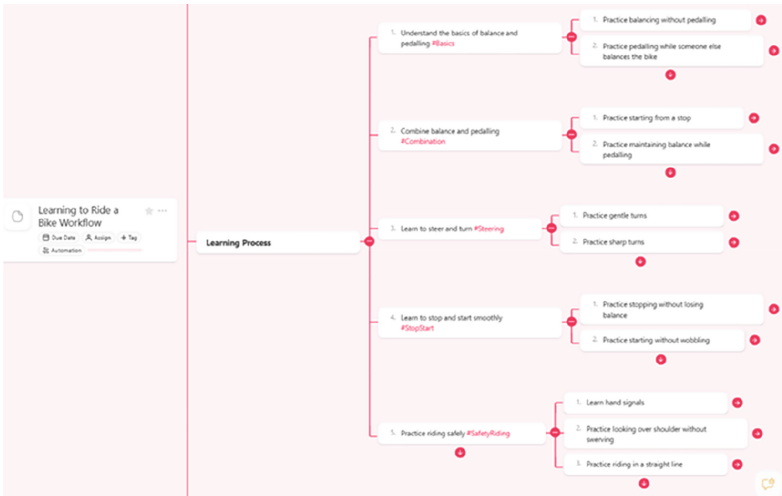 Learning to Ride a
Bike Workflow
Due Date Assign + Tag
Automation
Learning Process
1. Understand the basics of balance and
pedalling #Basics
1. Practice balancing without pedalling
2. Practice pedalling while someone else
balances the bike
2. Combine balance and pedalling
#Combination
1. Practice starting from a stop
2. Practice maintaining balance while
pedalling
3. Learn to steer and turn #Steering
1. Practice gentle turns
2. Practice sharp turns
4. Learn to stop and start smoothly
#StopStart
1. Practice stopping without losing
balance
2. Practice starting without wobbling
5. Practice riding safely #SafetyRiding
1. Learn hand signals
2. Practice looking over shoulder without
swerving
3. Practice riding in a straight line